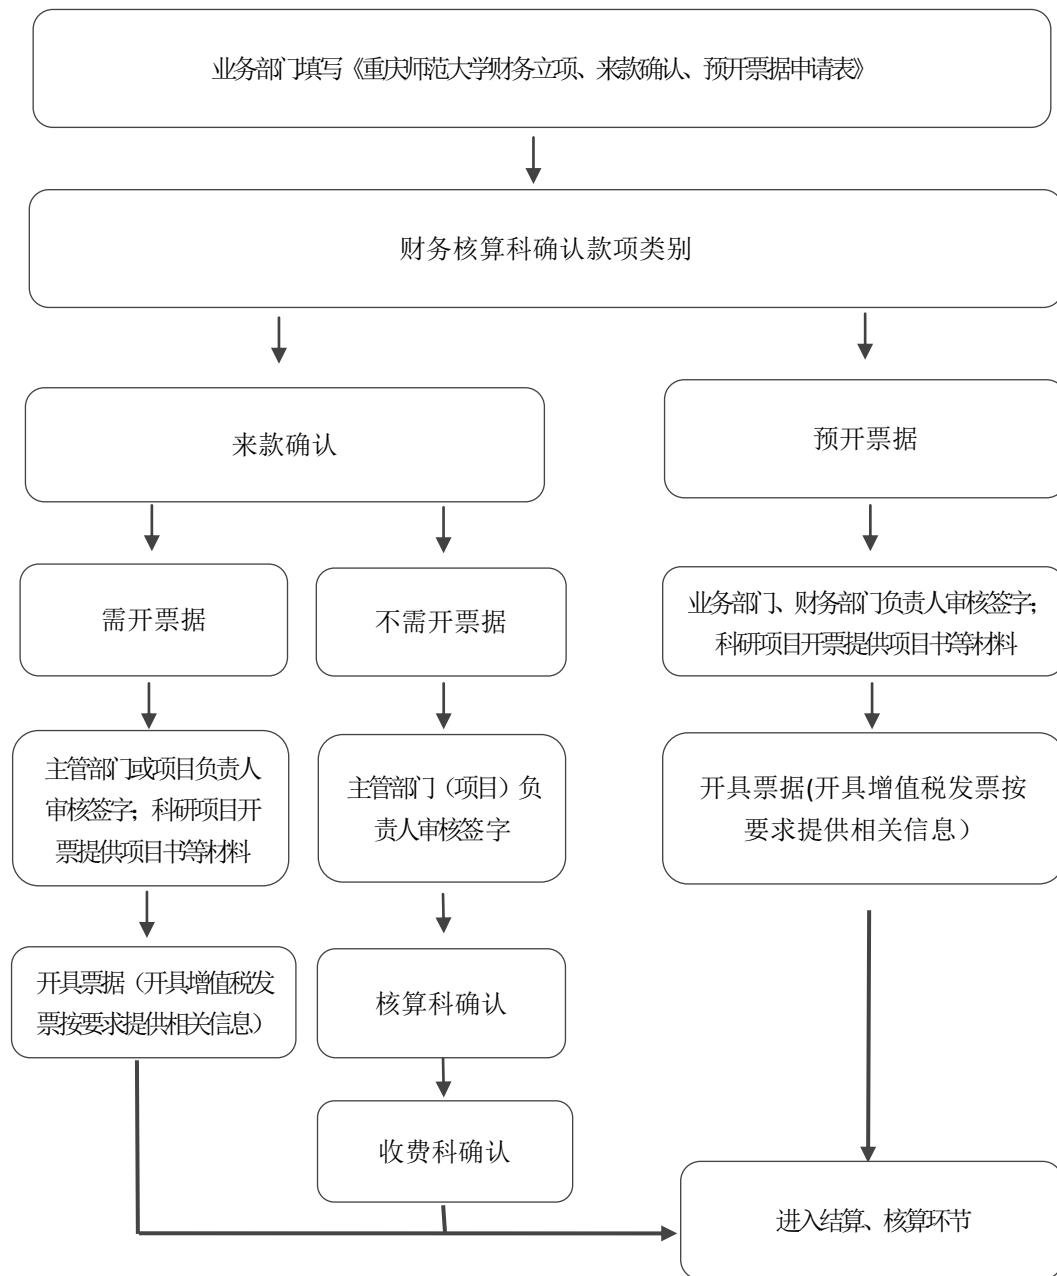 业务部门填写《重庆师范大学财务立项、来款确认、预开票据申请表》
财务核算科确认款项类别
来款确认
预开票据
需开票据
不需开票据
业务部门、财务部门负责人审核签字；
科研项目开票提供项目书等材料
主管部门或项目负责人
审核签字；科研项目开
票提供项目书等材料
主管部门（项目）负
责人审核签字
开具票据(开具增值税发票按
要求提供相关信息）
开具票据（开具增值税发
票按要求提供相关信息）
核算科确认
收费科确认
进入结算、核算环节